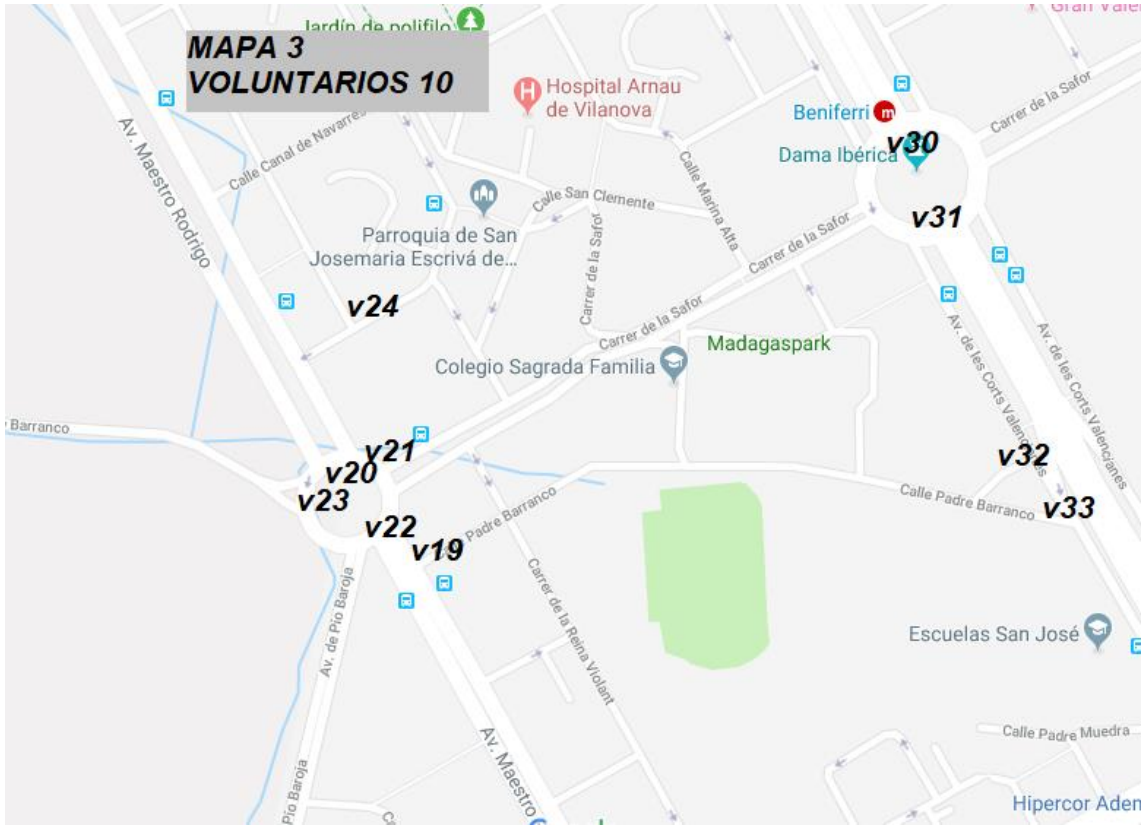 Gran Valen
Jardín de polifilo
MAPA 3
VOLUNTARIOS 10
Hospital Arnau
de Vilanova
Beniferri
m
v30
Dama Ibérica
Carrer de la Safor
Av. Maestro Rodrigo
Calle Canal de Navarrés
Calle Marina Alta
Calle San Clemente
v31
Parroquia de San
Josemaria Escrivá de...
Carrer de la Safor
Carrer de la Safor
v24
Carrer de la Safor
Madagaspark
Colegio Sagrada Familia
Av. de les Corts Valencianes
Av. de les Corts Valencianes
Barranco
v21
v20
v32
v23
Calle Padre Barranco
v33
v22
Padre Barranco
v19
Av. de Pío Baroja
Carrer de la Reina Violant
Escuelas San José
Av. Maestro
Calle Padre Muedra
Pío Baroja
Hipercor Adem